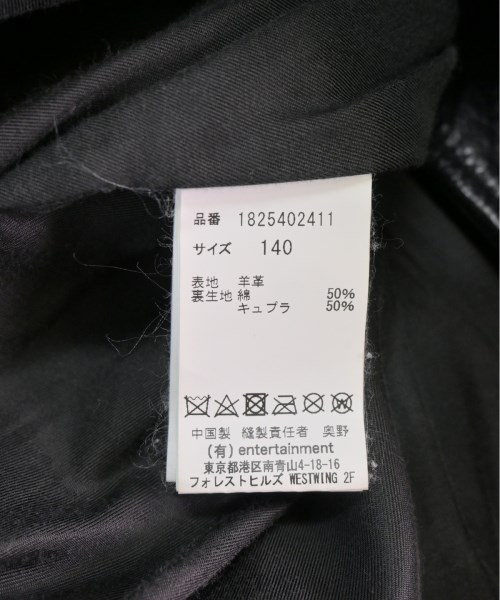 品番 1825402411
サイズ 140
表地 羊革
裏生地 綿 50%
キュプラ 50%
中国製 縫製責任者 奥野
(有) entertainment
東京都港区南青山4-18-16
フォレストヒルズ WESTWING 2F